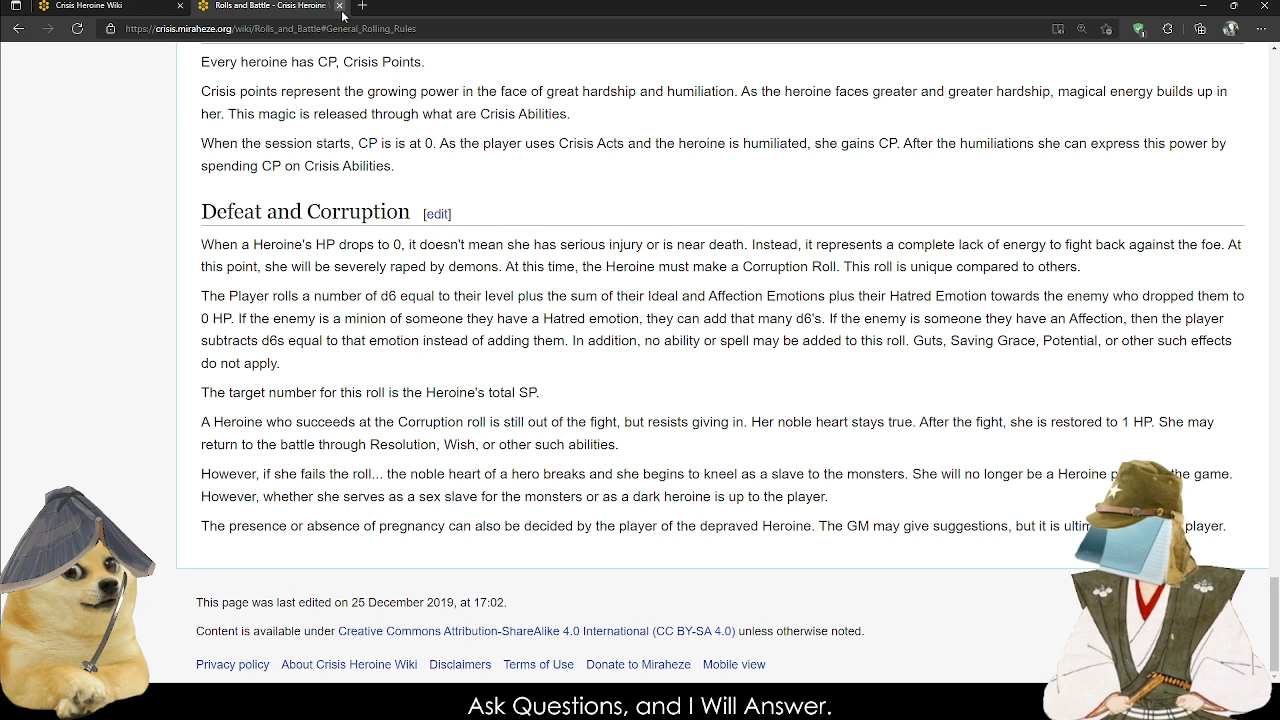 Crisis Heroine Wiki
Rolls and Battle - Crisis Heroine
https://crisis.miraheze.org/wiki/Rolls_and_Battle#General_Rolling_Rules
Every heroine has CP, Crisis Points.
Crisis points represent the growing power in the face of great hardship and humiliation. As the heroine faces greater and greater hardship, magical energy builds up in
her. This magic is released through what are Crisis Abilities.
When the session starts, CP is is at 0. As the player uses Crisis Acts and the heroine is humiliated, she gains CP. After the humiliations she can express this power by
spending CP on Crisis Abilities.
Defeat and Corruption [edit]
When a Heroine's HP drops to 0, it doesn't mean she has serious injury or is near death. Instead, it represents a complete lack of energy to fight back against the foe. At
this point, she will be severely raped by demons. At this time, the Heroine must make a Corruption Roll. This roll is unique compared to others.
The Player rolls a number of d6 equal to their level plus the sum of their Ideal and Affection Emotions plus their Hatred Emotion towards the enemy who dropped them to
0 HP. If the enemy is a minion of someone they have a Hatred emotion, they can add that many d6's. If the enemy is someone they have an Affection, then the player
subtracts d6s equal to that emotion instead of adding them. In addition, no ability or spell may be added to this roll. Guts, Saving Grace, Potential, or other such effects
do not apply.
The target number for this roll is the Heroine's total SP.
A Heroine who succeeds at the Corruption roll is still out of the fight, but resists giving in. Her noble heart stays true. After the fight, she is restored to 1 HP. She may
return to the battle through Resolution, Wish, or other such abilities.
However, if she fails the roll... the noble heart of a hero breaks and she begins to kneel as a slave to the monsters. She will no longer be a Heroine the game.
However, whether she serves as a sex slave for the monsters or as a dark heroine is up to the player.
The presence or absence of pregnancy can also be decided by the player of the depraved Heroine. The GM may give suggestions, but it is player.
This page was last edited on 25 December 2019, at 17:02.
Content is available under Creative Commons Attribution-ShareAlike 4.0 International (CC BY-SA 4.0) unless otherwise noted.
Privacy policy About Crisis Heroine Wiki Disclaimers Terms of Use Donate to Miraheze Mobile view
Ask Questions, and I Will Answer.